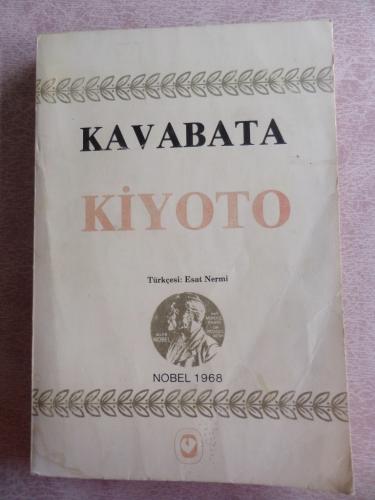 KAVABATA
KİYOTO
Türkçesi: Esat Nermi
NOBEL 1968